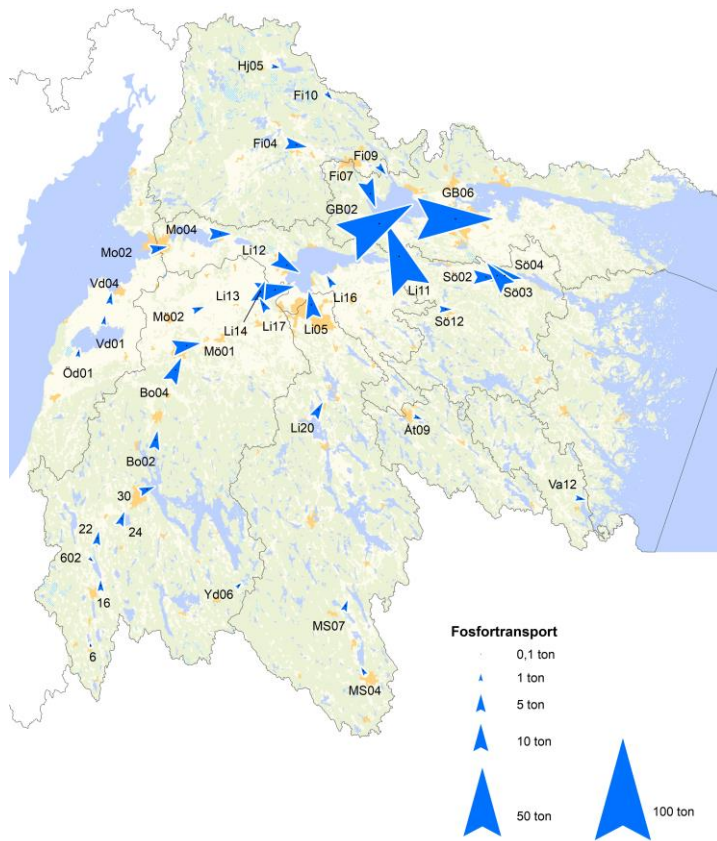 Hj05
Fi10
Fi04
Fi09
Fi07
GB06
GB02
Mo04
Mo02
Li12
Sö04
Sö02
Sö03
Vd04
Li13
Li16
Li11
Mö02
Li14
Li17
Li05
Sö12
Vd01
Mö01
Öd01
Bo04
Li20
Åt09
Bo02
Va12
30
22
24
602
Yd06
16
MS07
6
MS04
Fosfortransport
0,1 ton
1 ton
5 ton
10 ton
50 ton
100 ton